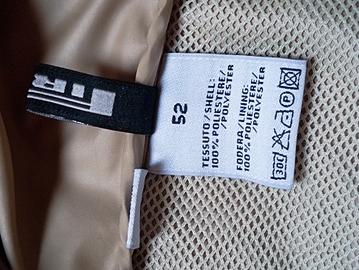 52
TESSUTO/SHELL:
100% POLIESTERE/
/POLYESTER
FODERA/LINING:
100% POLIESTERE/
/POLYESTER
30°
P